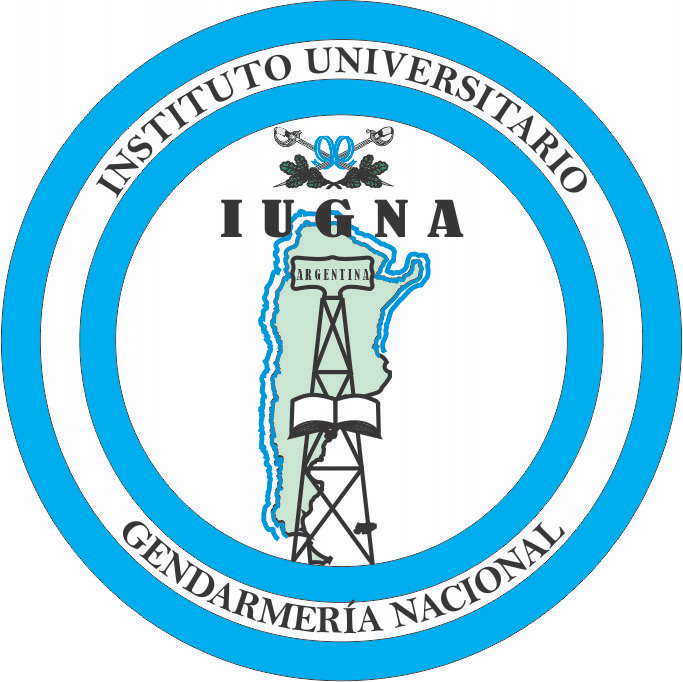 INSTITUTO UNIVERSITARIO
IUGNA
ARGENTINA
GENDARMERÍA NACIONAL